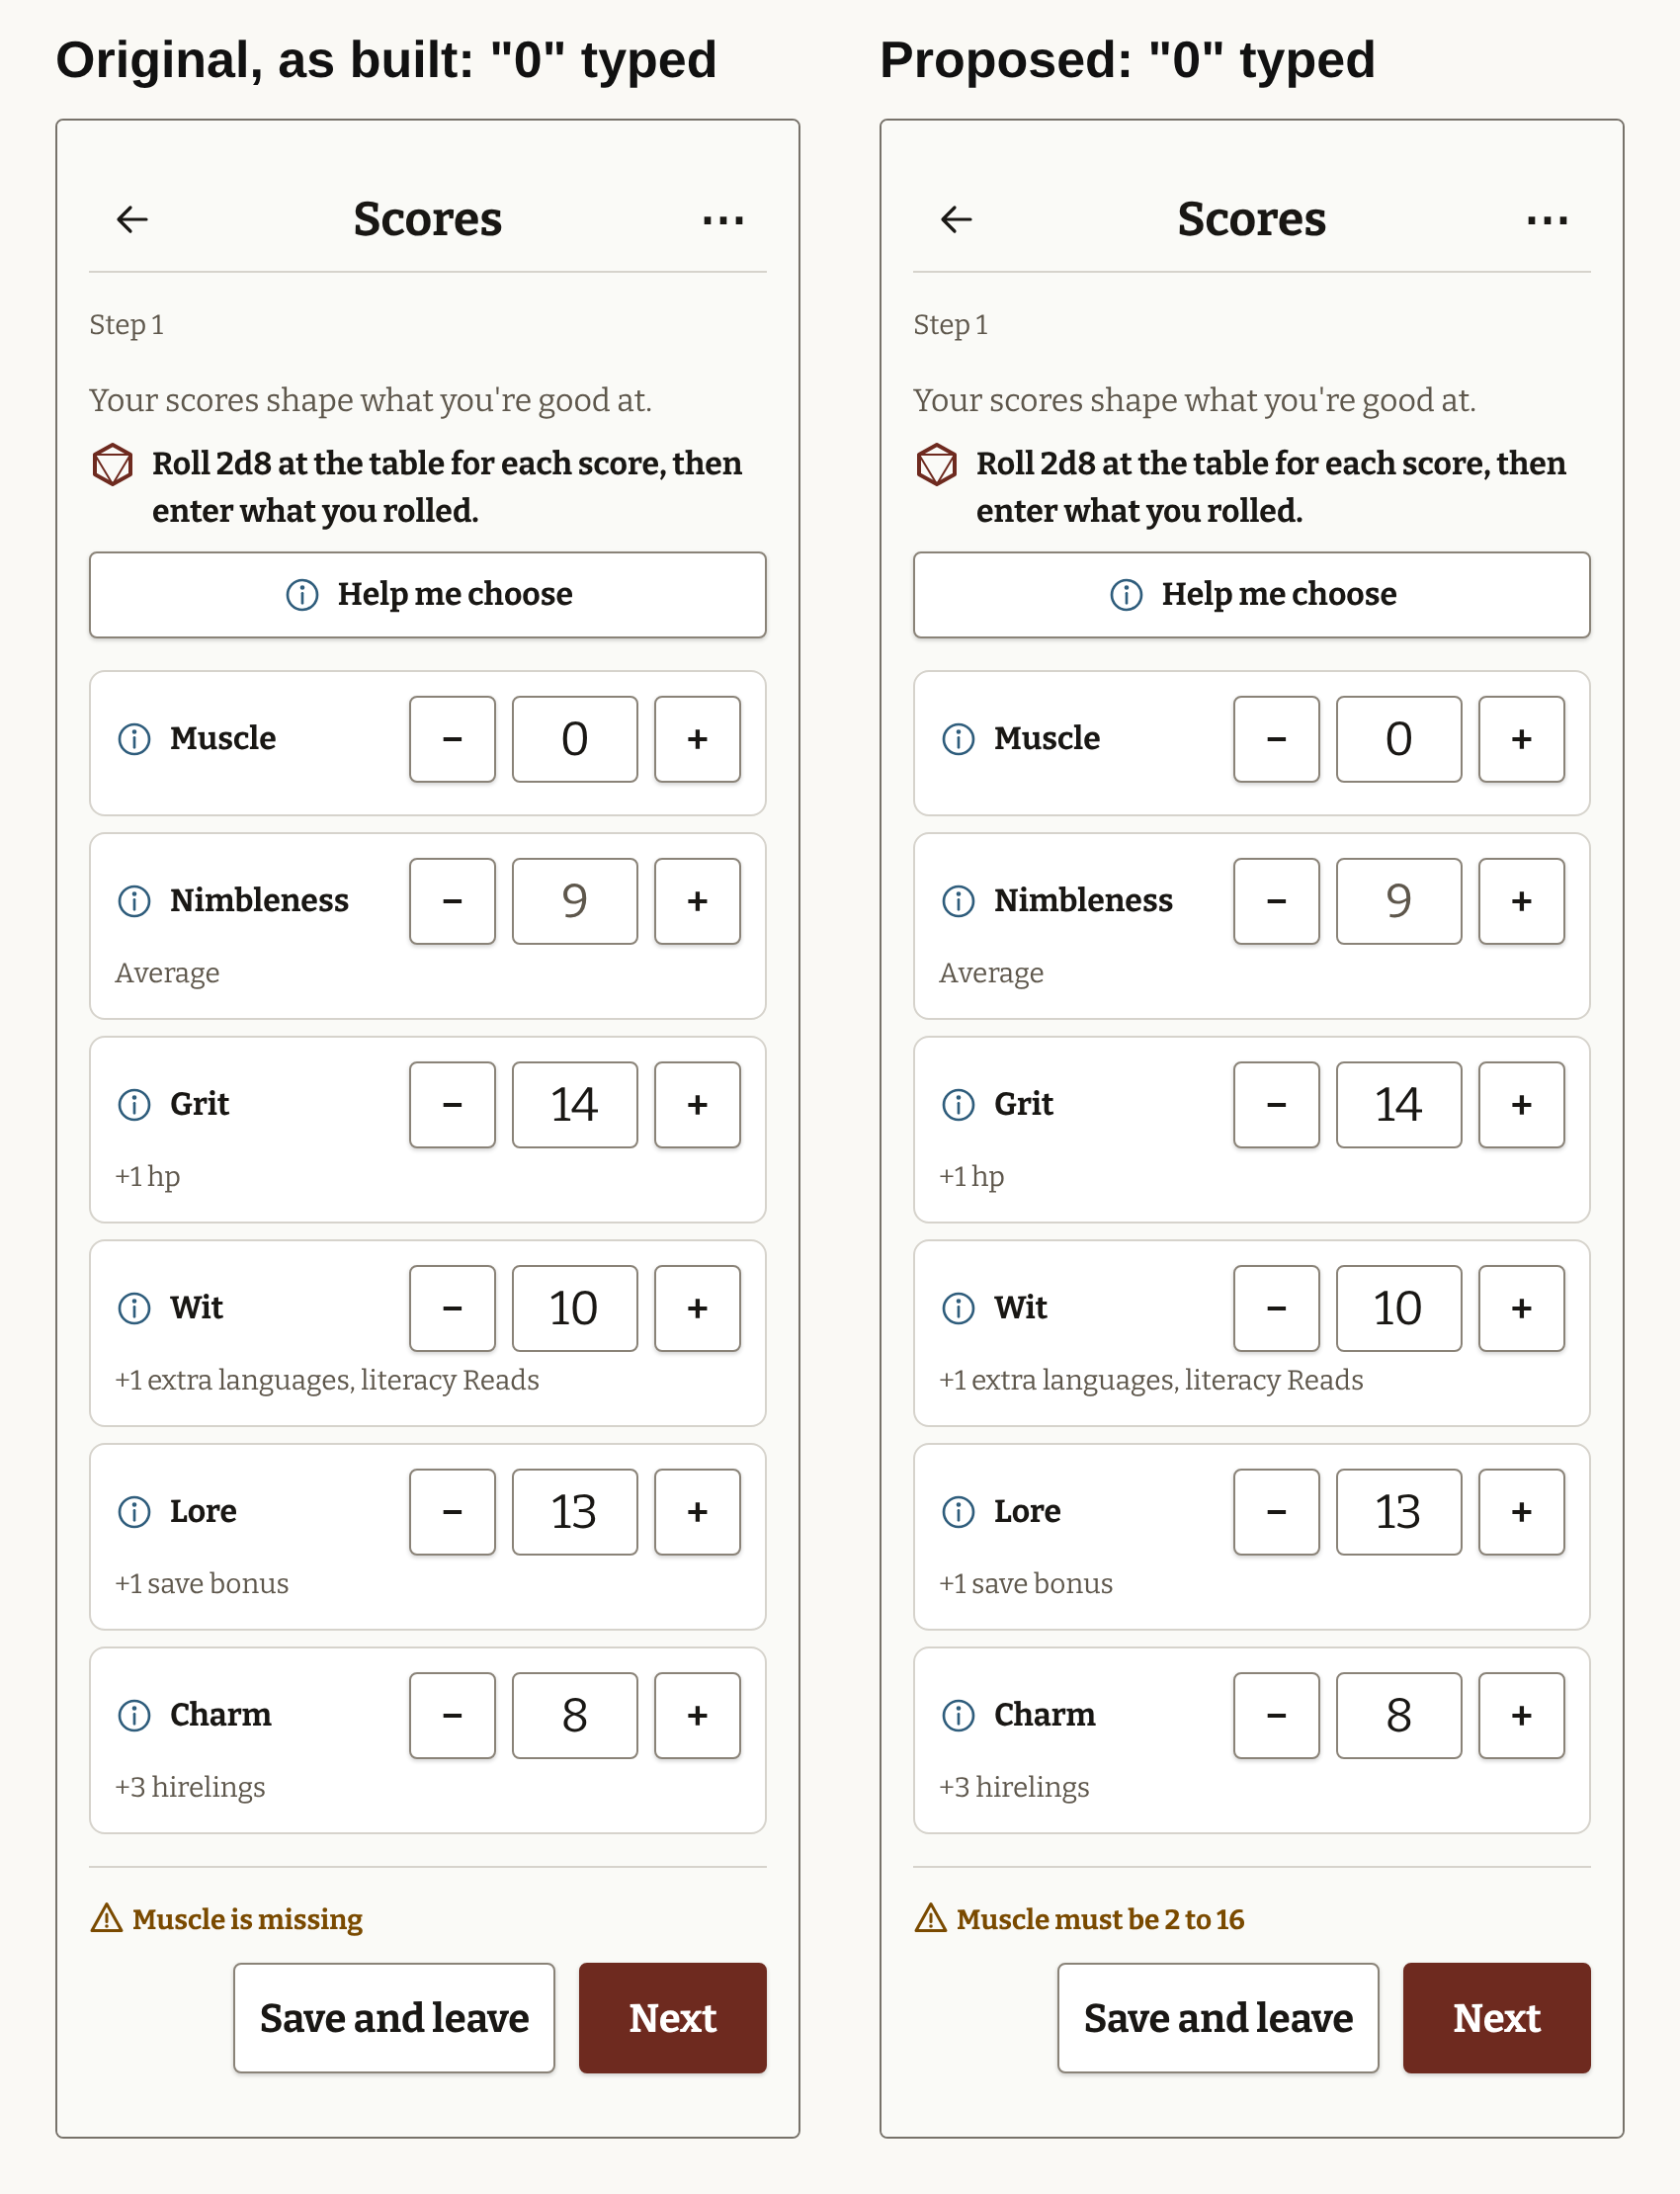 Original, as built: "0" typed
Scores
...
Step 1
Your scores shape what you're good at.
Roll 2d8 at the table for each score, then
enter what you rolled.
Help me choose
Muscle − 0 +
Nimbleness − 9 +
Average
Grit − 14 +
+1 hp
Wit − 10 +
+1 extra languages, literacy Reads
Lore − 13 +
+1 save bonus
Charm − 8 +
+3 hirelings
Muscle is missing
Save and leave
Next
Proposed: "0" typed
Scores
...
Step 1
Your scores shape what you're good at.
Roll 2d8 at the table for each score, then
enter what you rolled.
Help me choose
Muscle − 0 +
Nimbleness − 9 +
Average
Grit − 14 +
+1 hp
Wit − 10 +
+1 extra languages, literacy Reads
Lore − 13 +
+1 save bonus
Charm − 8 +
+3 hirelings
Muscle must be 2 to 16
Save and leave
Next